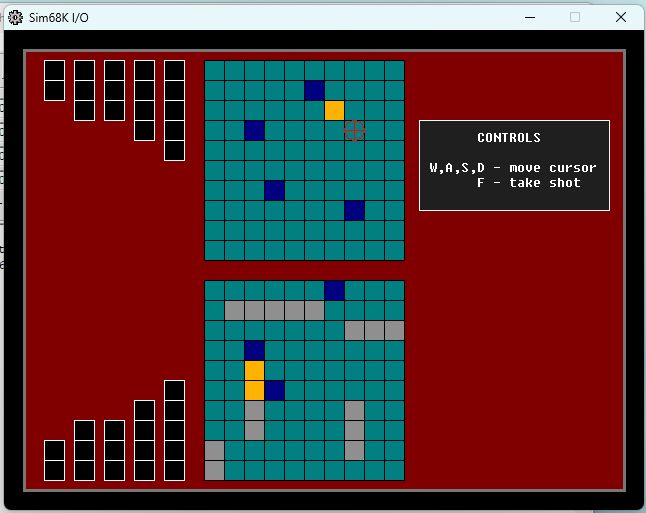 Sim68K I/O
CONTROLS
W,A,S,D - move cursor
F - take shot